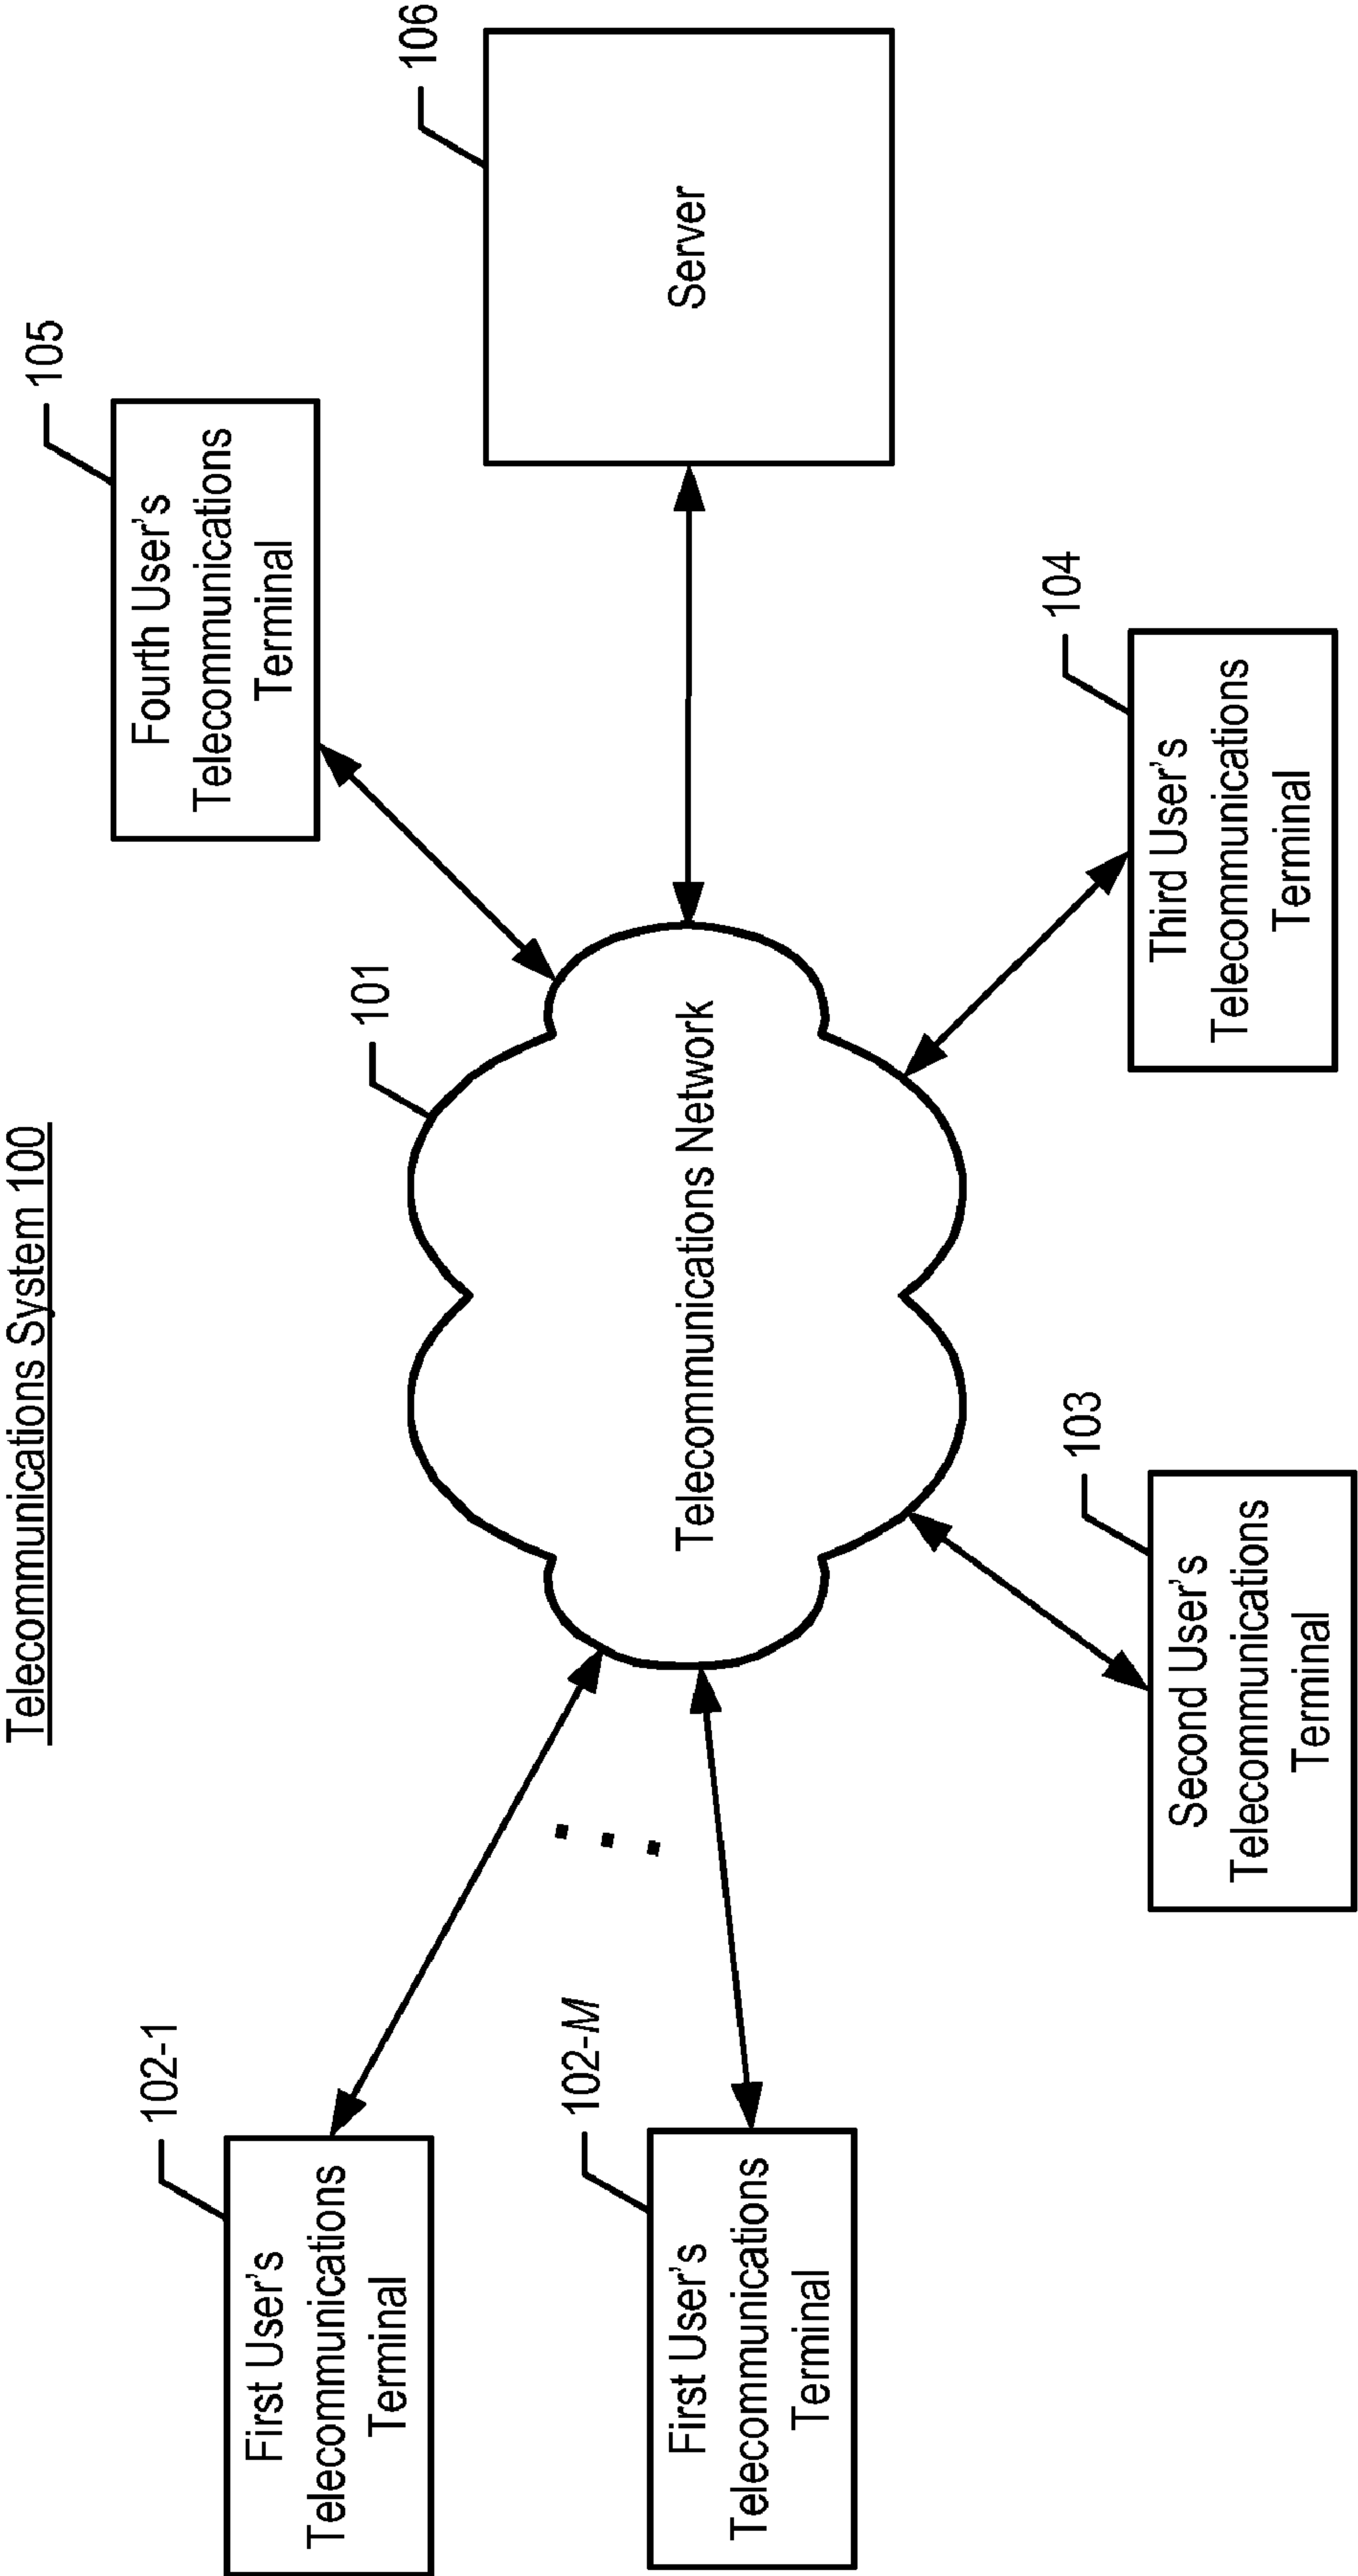 Telecommunications System 100
102-1
First User's
Telecommunications
Terminal
102-M
First User's
Telecommunications
Terminal
101
Telecommunications Network
105
Fourth User's
Telecommunications
Terminal
106
Server
103
Second User's
Telecommunications
Terminal
104
Third User's
Telecommunications
Terminal